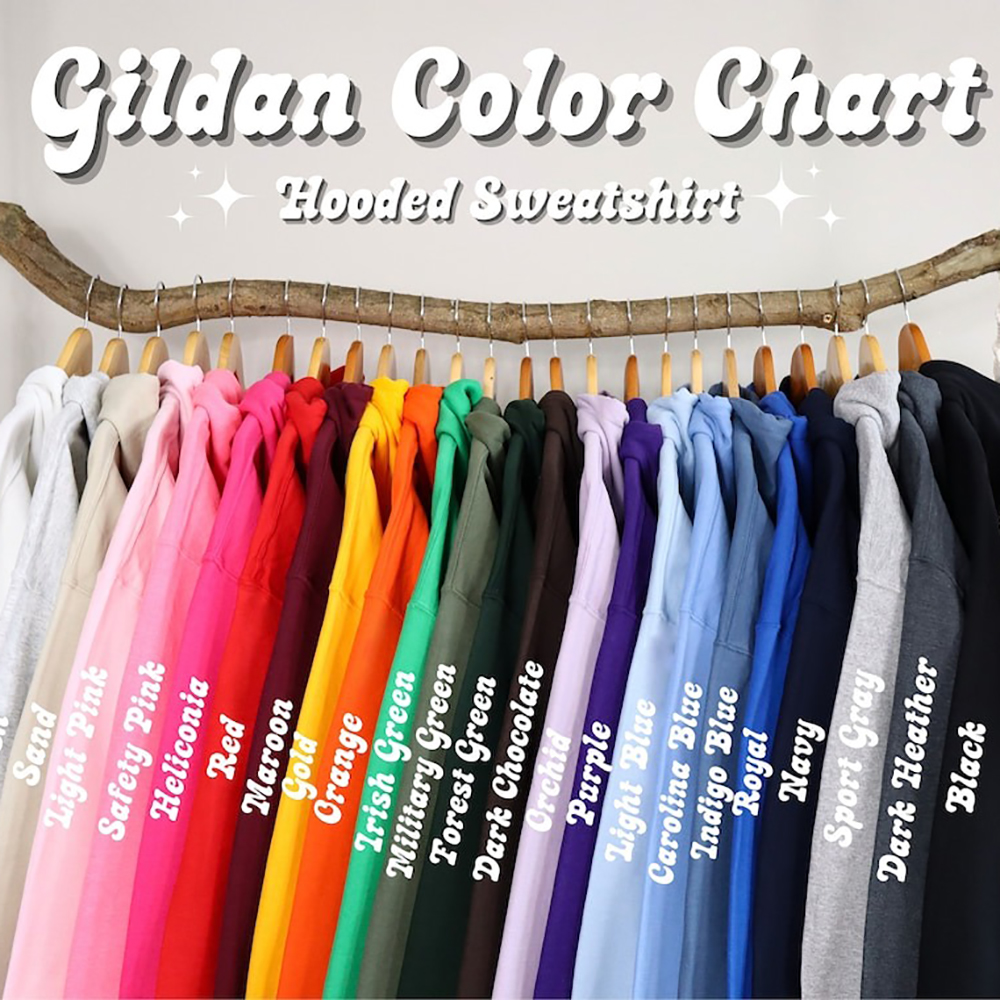 Gildan Color Chart
Hooded Sweatshirt
Sand
Light Pink
Safety Pink
Heliconia
Red
Maroon
Gold
Orange
Irish Green
Military Green
Forest Green
Dark Chocolate
Orchid
Purple
Light Blue
Carolina Blue
Indigo Blue
Royal
Navy
Sport Gray
Dark Heather
Black